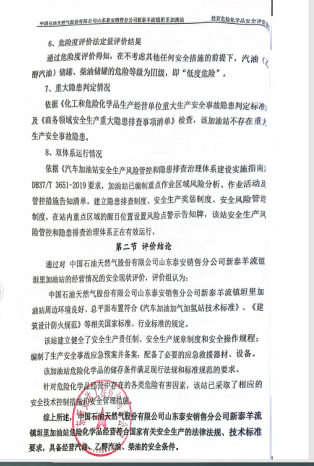 中国石油天然气股份有限公司山东泰安销售分公司新泰羊流镇垣里加油站 经营危险化学品安全评价
6、危险度评价法定量评价结果
通过危险度评价得知，在不考虑其他任何安全措施的前提下，汽油（乙
醇汽油）储罐、柴油储罐的危险等级为III级，即“低度危险”。
7、重大隐患判定情况
依据《化工和危险化学品生产经营单位重大生产安全事故隐患判定标准》
及《商务领域安全生产重大隐患排查事项清单》检查，该加油站不存在重大
生产安全事故隐患。
8、双体系运行情况
依据《汽车加油站安全生产风险管控和隐患排查治理体系建设实施指南》
DB37/T 3651-2019 要求，加油站已编制重点作业区域风险分析、作业活动及
管控措施告知清单，建立隐患排查制度、安全生产奖惩制度、安全风险管理
制度，在站内重点区域的醒目位置设置风险点警示告知牌，该站安全生产风
险管控和隐患排查治理体系正在有效运行。
第二节 评价结论
通过对 中国石油天然气股份有限公司山东泰安销售分公司新泰羊流镇
垣里加油站的经营情况的安全现状评价，评价组认为：
中国石油天然气股份有限公司山东泰安销售分公司新泰羊流镇垣里加
油站周边环境良好、总平面布置符合《汽车加油加气加氢站技术标准》、《建
筑设计防火规范》等相关国家标准、行业标准的规定。
该站建立健全了安全生产责任制、安全生产规章制度和安全操作规程；
编制了生产安全事故应急预案并备案，配备了必要的应急救援器材、设备。
该加油站危险化学品的储存条件满足现行法规和标准规范的要求。
针对危险化学品经营中存在的各类危险有害因素，该站已采取了相应的
安全技术控制措施和安全管理措施。
综上所述，中国石油天然气股份有限公司山东泰安销售分公司新泰羊流
镇垣里加油站危险化学品经营符合国家有关安全生产的法律法规、技术标准
要求，具备经营汽油、乙醇汽油、柴油的安全条件。